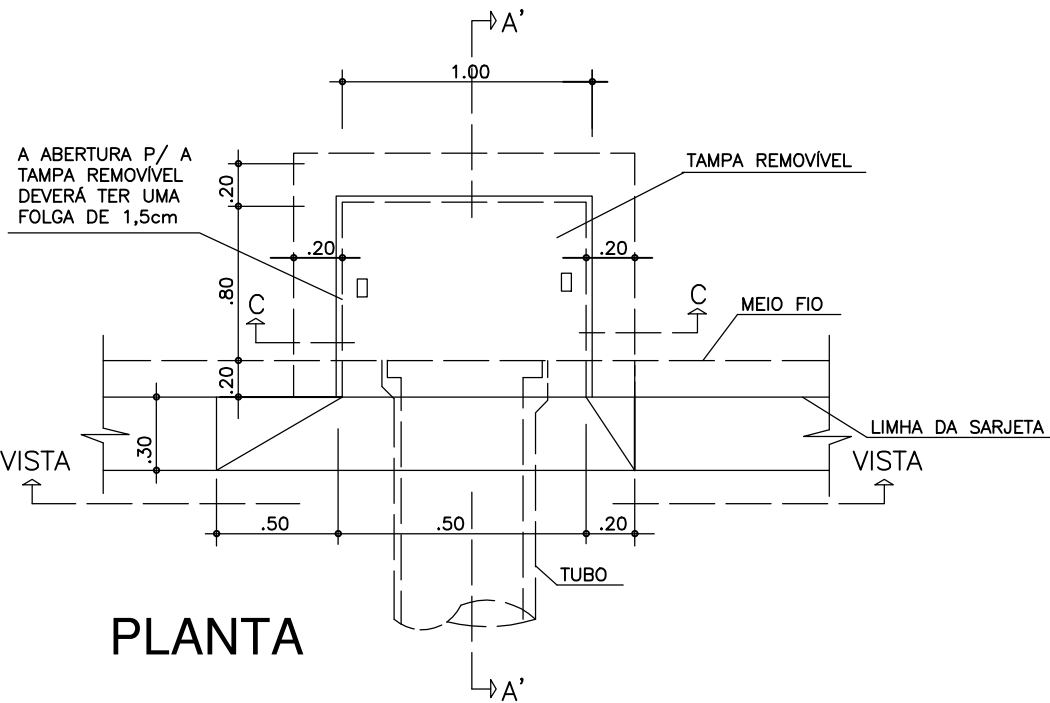 A'
1.00
A ABERTURA P/ A
TAMPA REMOVÍVEL
DEVERÁ TER UMA
FOLGA DE 1,5cm
TAMPA REMOVÍVEL
.20
.20
.20
.80
C
C
MEIO FIO
.20
LIMHA DA SARJETA
.30
VISTA
VISTA
.50
.50
.20
TUBO
PLANTA
A'